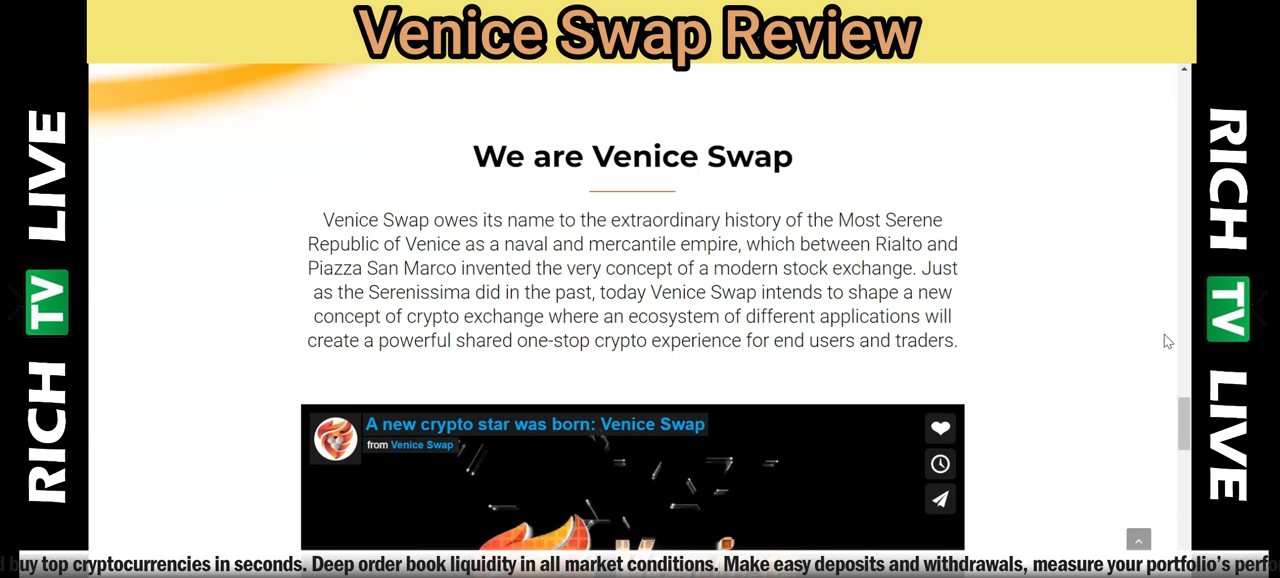 Venice Swap Review
RICH TV LIVE
We are Venice Swap
Venice Swap owes its name to the extraordinary history of the Most Serene
Republic of Venice as a naval and mercantile empire, which between Rialto and
Piazza San Marco invented the very concept of a modern stock exchange. Just
as the Serenissima did in the past, today Venice Swap intends to shape a new
concept of crypto exchange where an ecosystem of different applications will
create a powerful shared one-stop crypto experience for end users and traders.
A new crypto star was born: Venice Swap
from Venice Swap
RICH TV LIVE
buy top cryptocurrencies in seconds. Deep order book liquidity in all market conditions. Make easy deposits and withdrawals, measure your portfolio's